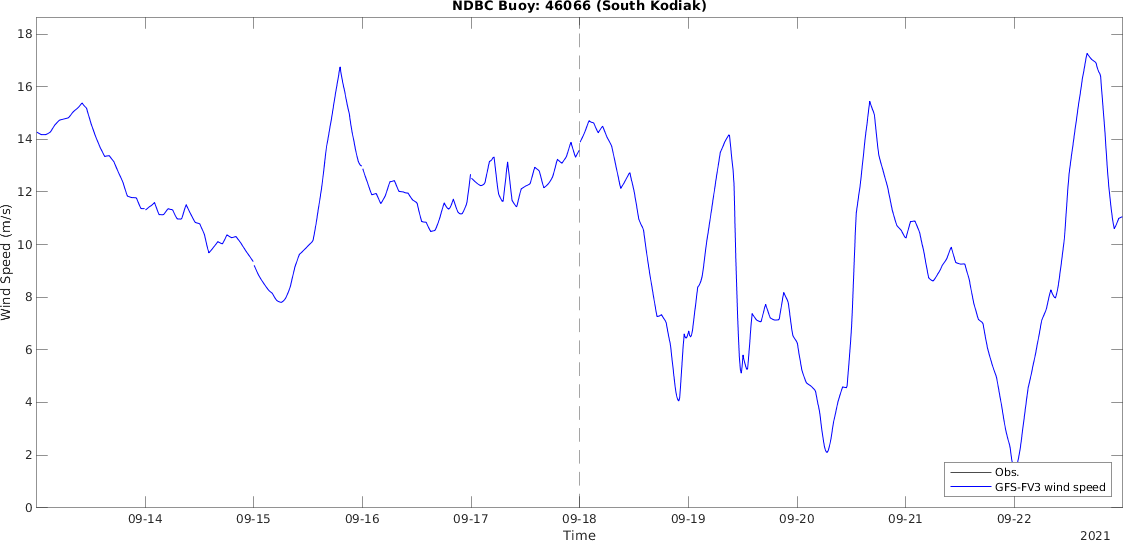 NDBC Buoy: 46066 (South Kodiak)
Wind Speed (m/s)
18
16
14
12
10
8
6
4
2
0
Obs.
GFS-FV3 wind speed
09-14 09-15 09-16 09-17 09-18 09-19 09-20 09-21 09-22
Time
2021